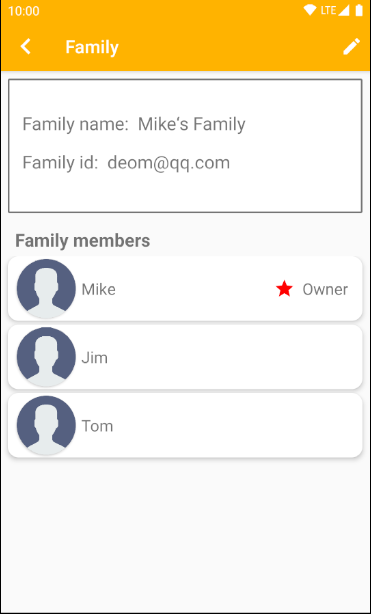 10:00 LTE
Family
Family name: Mike's Family
Family id: deom@qq.com
Family members
Mike Owner
Jim
Tom